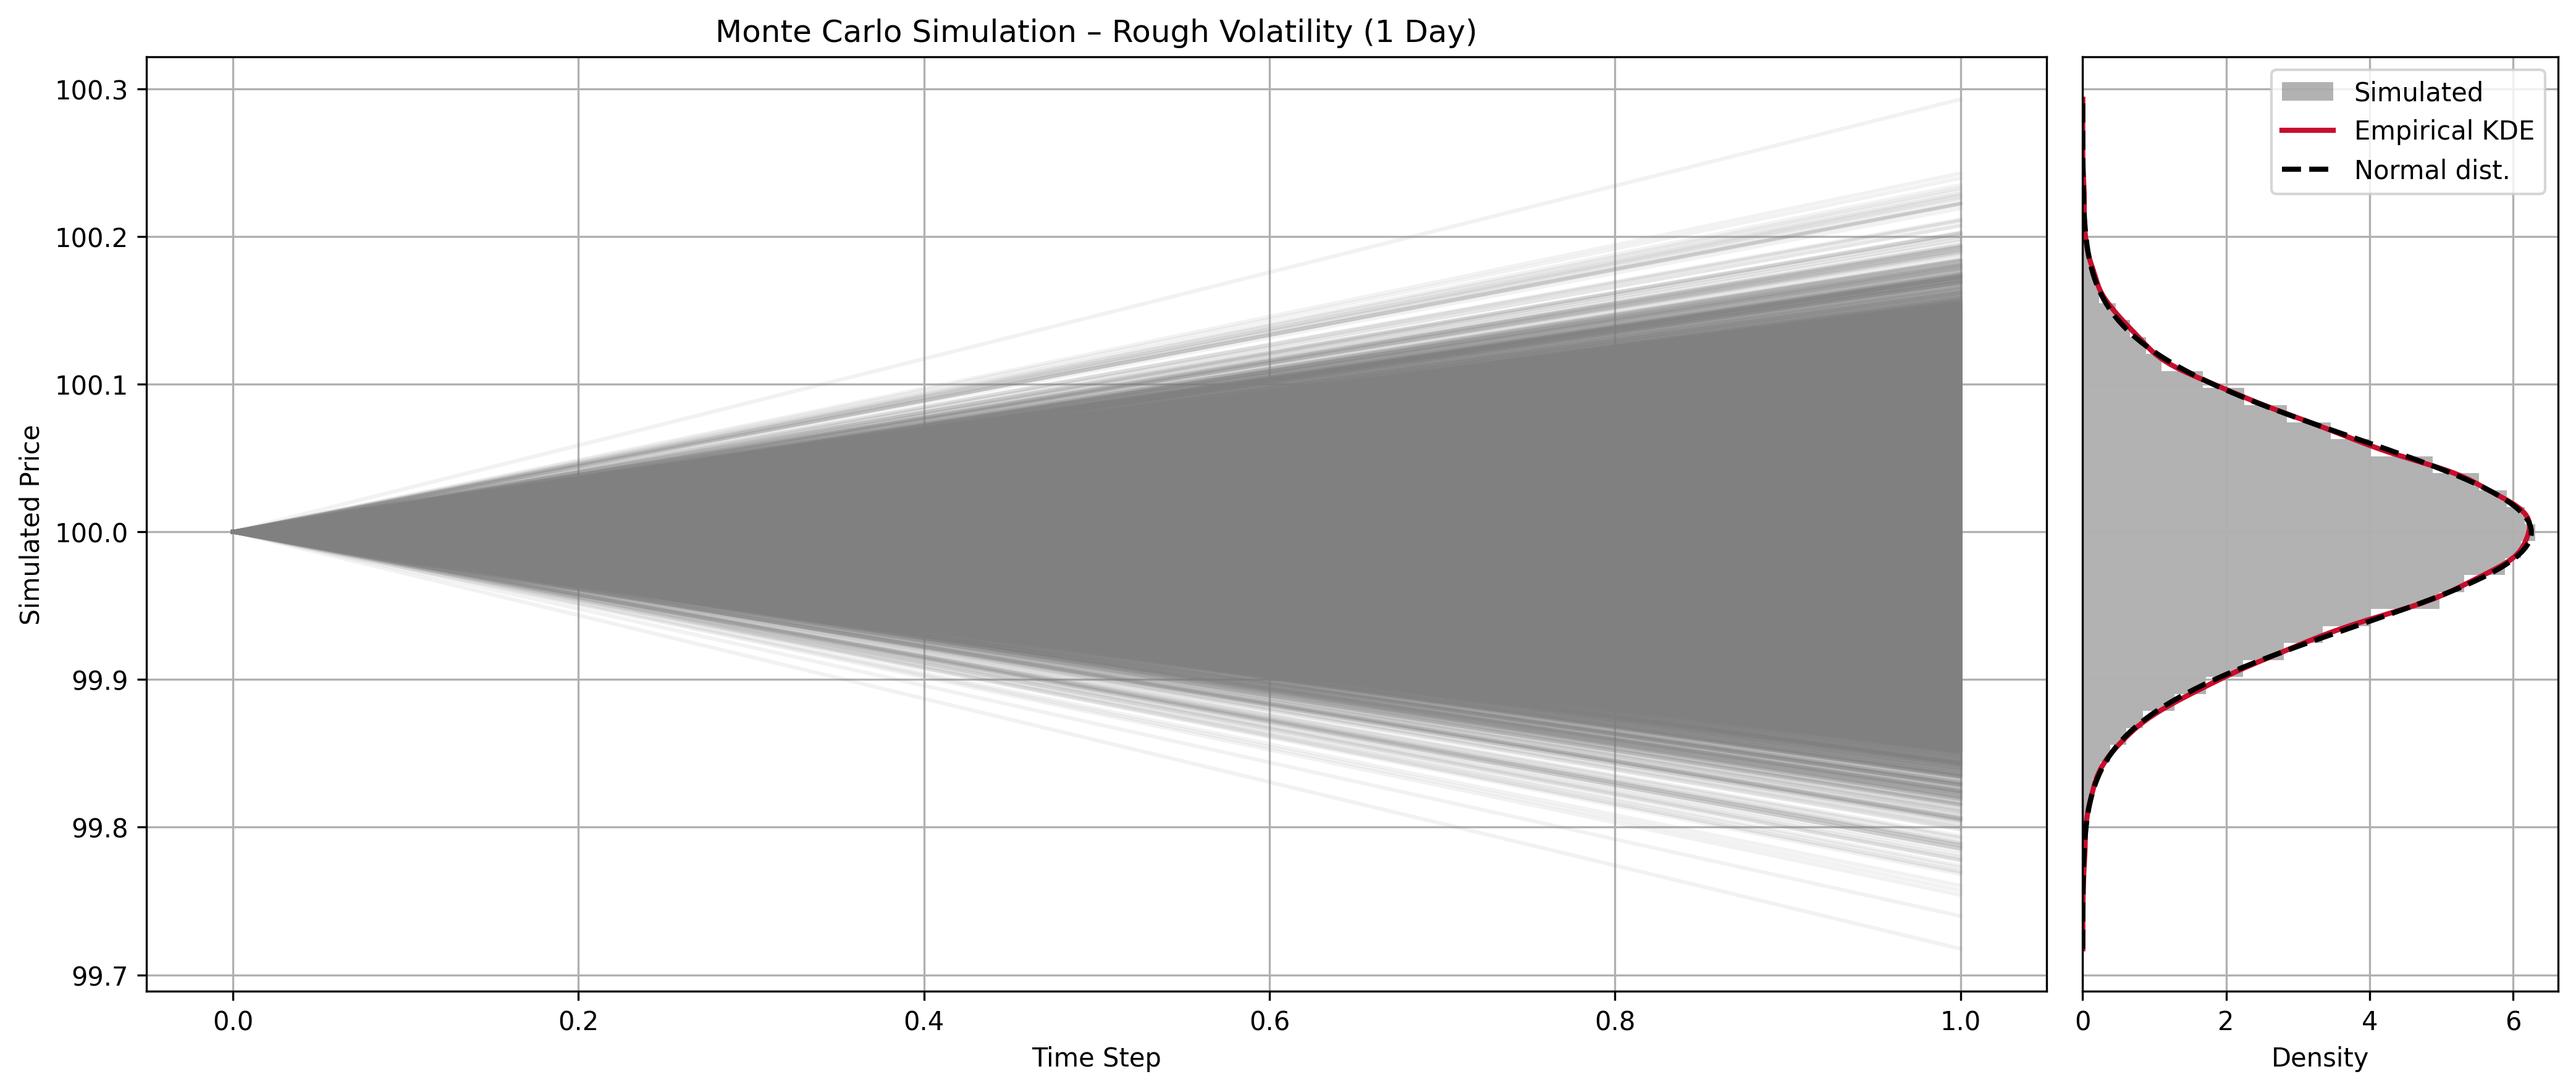 Monte Carlo Simulation – Rough Volatility (1 Day)
100.3
100.2
100.1
100.0
99.9
99.8
99.7
Simulated Price
0.0 0.2 0.4 0.6 0.8 1.0
Time Step
Simulated
Empirical KDE
Normal dist.
0 2 4 6
Density